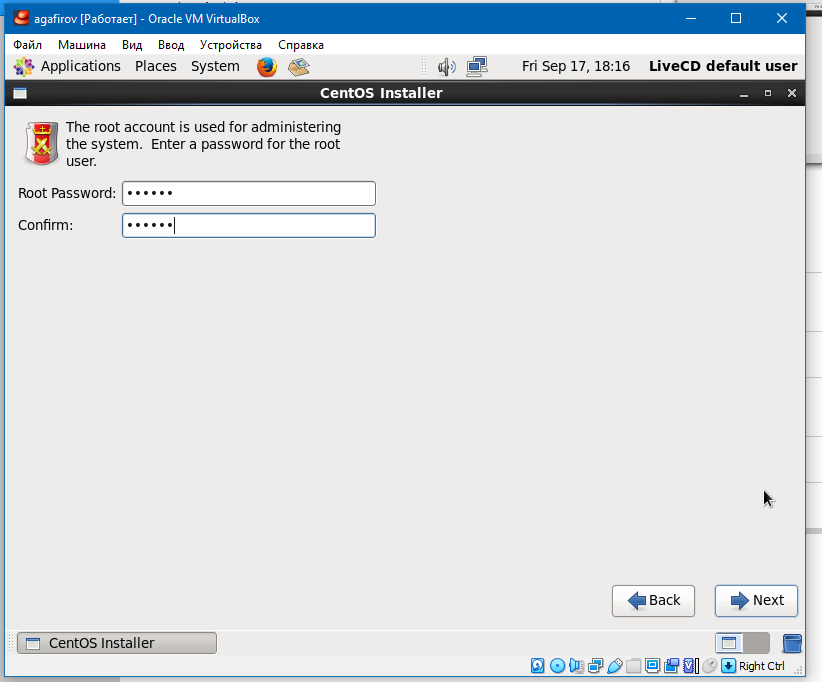 agafirov [Работает] - Oracle VM VirtualBox
Файл Машина Вид Ввод Устройства Справка
Applications Places System Fri Sep 17, 18:16 LiveCD default user
CentOS Installer
The root account is used for administering
the system. Enter a password for the root
user.
Root Password: ••••••
Confirm: ••••••
Back Next
CentOS Installer
Right Ctrl